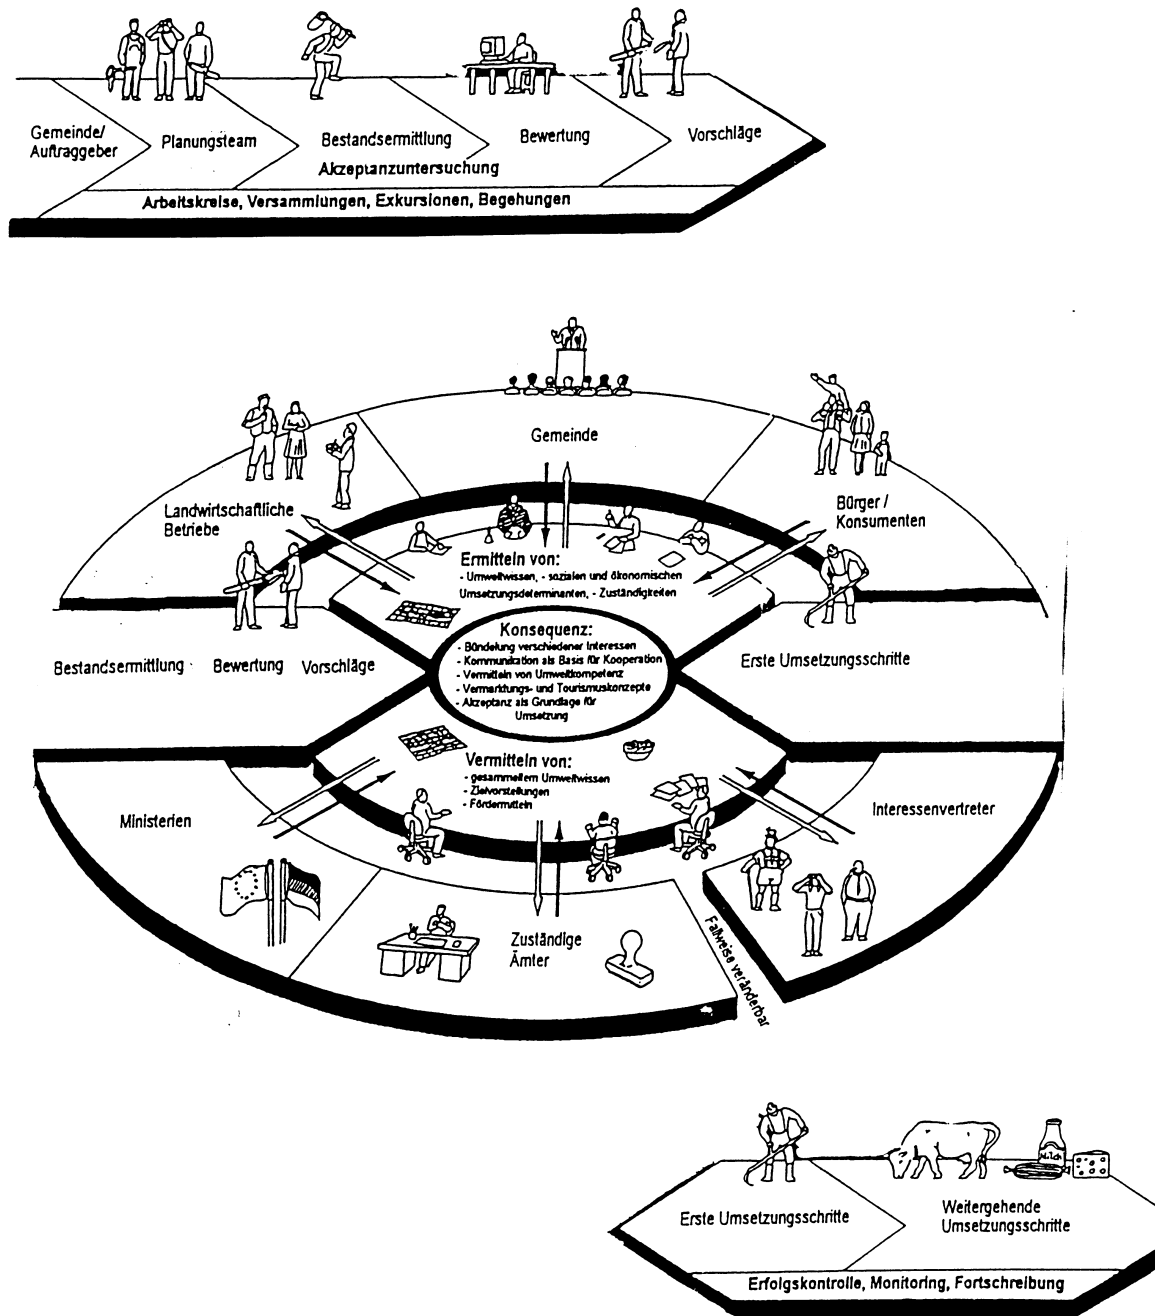 Gemeinde/
Auftraggeber
Planungsteam
Bestandsermittlung
Bewertung
Vorschläge
Akzeptanzuntersuchung
Arbeitskreise, Versammlungen, Exkursionen, Begehungen
Gemeinde
Landwirtschaftliche
Betriebe
Bürger /
Konsumenten
Ermitteln von:
- Umweltwissen, - sozialen und ökonomischen
Umsetzungsdeterminanten, - Zuständigkeiten
Konsequenz:
- Bündelung verschiedener Interessen
- Kommunikation als Basis für Kooperation
- Vermitteln von Umweltkompetenz
- Vermarktungs- und Tourismuskonzepte
- Akzeptanz als Grundlage für
Umsetzung
Bestandsermittlung Bewertung Vorschläge
Erste Umsetzungsschritte
Vermitteln von:
- gesammeltem Umweltwissen
- Zielvorstellungen
- Fördermitteln
Ministerien
Interessenvertreter
Zuständige
Ämter
Fallweise veränderbar
Milch
Erste Umsetzungsschritte
Weitergehende
Umsetzungsschritte
Erfolgskontrolle, Monitoring, Fortschreibung